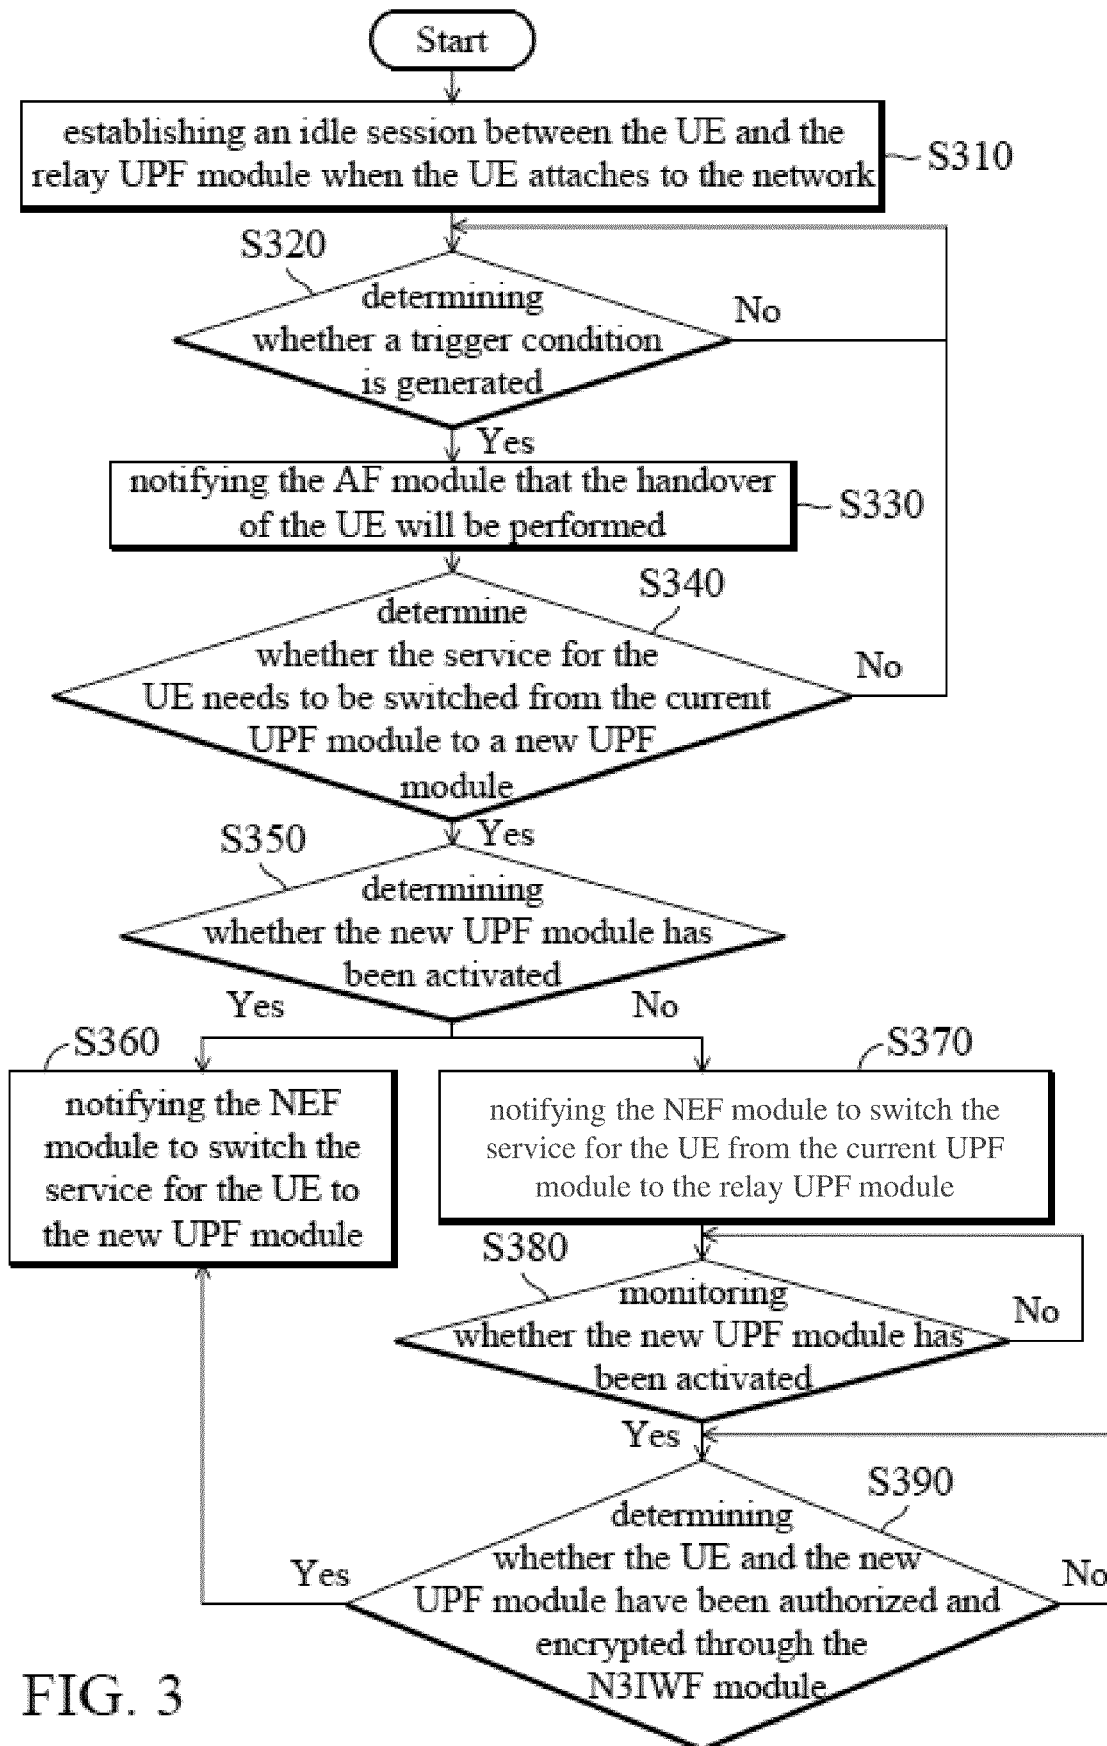 Start
establishing an idle session between the UE and the
relay UPF module when the UE attaches to the network
S310
S320
determining
whether a trigger condition
is generated
No
Yes
notifying the AF module that the handover
of the UE will be performed
S330
S340
determine
whether the service for the
UE needs to be switched from the current
UPF module to a new UPF
module
No
Yes
S350
determining
whether the new UPF module has
been activated
Yes
No
S360
notifying the NEF
module to switch the
service for the UE to
the new UPF module
S370
notifying the NEF module to switch the
service for the UE from the current UPF
module to the relay UPF module
S380
monitoring
whether the new UPF module has
been activated
No
Yes
S390
determining
whether the UE and the new
UPF module have been authorized and
encrypted through the
N3IWF module
Yes
No
FIG. 3